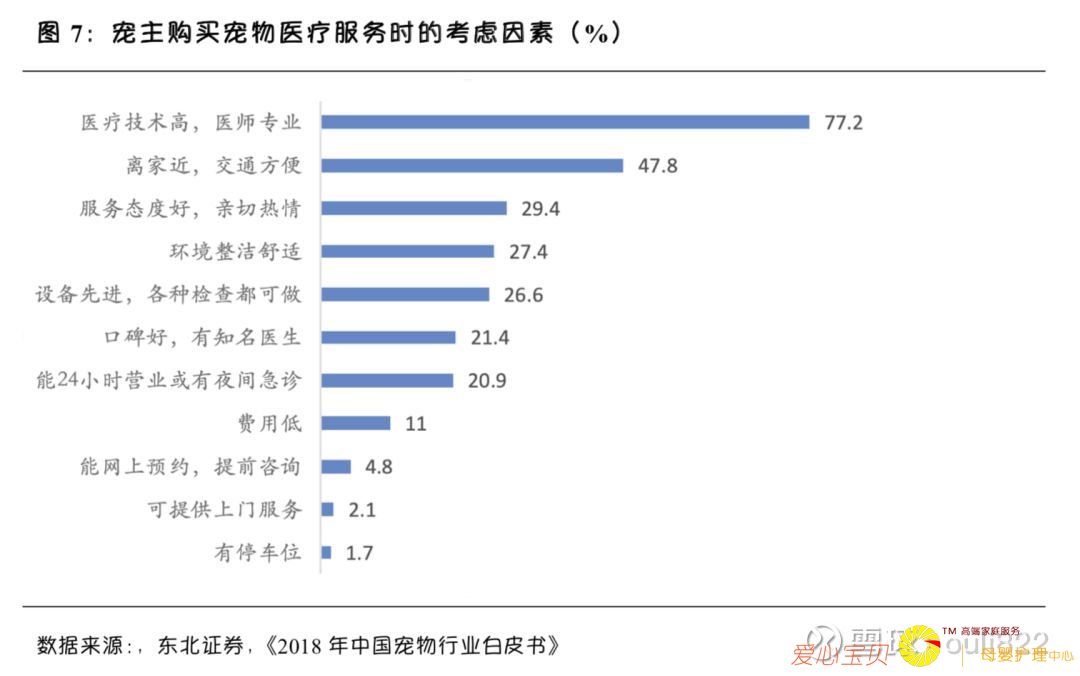 图 7：宠主购买宠物医疗服务时的考虑因素（%）
医疗技术高，医师专业 77.2
离家近，交通方便 47.8
服务态度好，亲切热情 29.4
环境整洁舒适 27.4
设备先进，各种检查都可做 26.6
口碑好，有知名医生 21.4
能24小时营业或有夜间急诊 20.9
费用低 11
能网上预约，提前咨询 4.8
可提供上门服务 2.1
有停车位 1.7
数据来源：，东北证券，《2018 年中国宠物行业白皮书》
TM 高端家庭服务
爱心宝贝 母婴护理中心